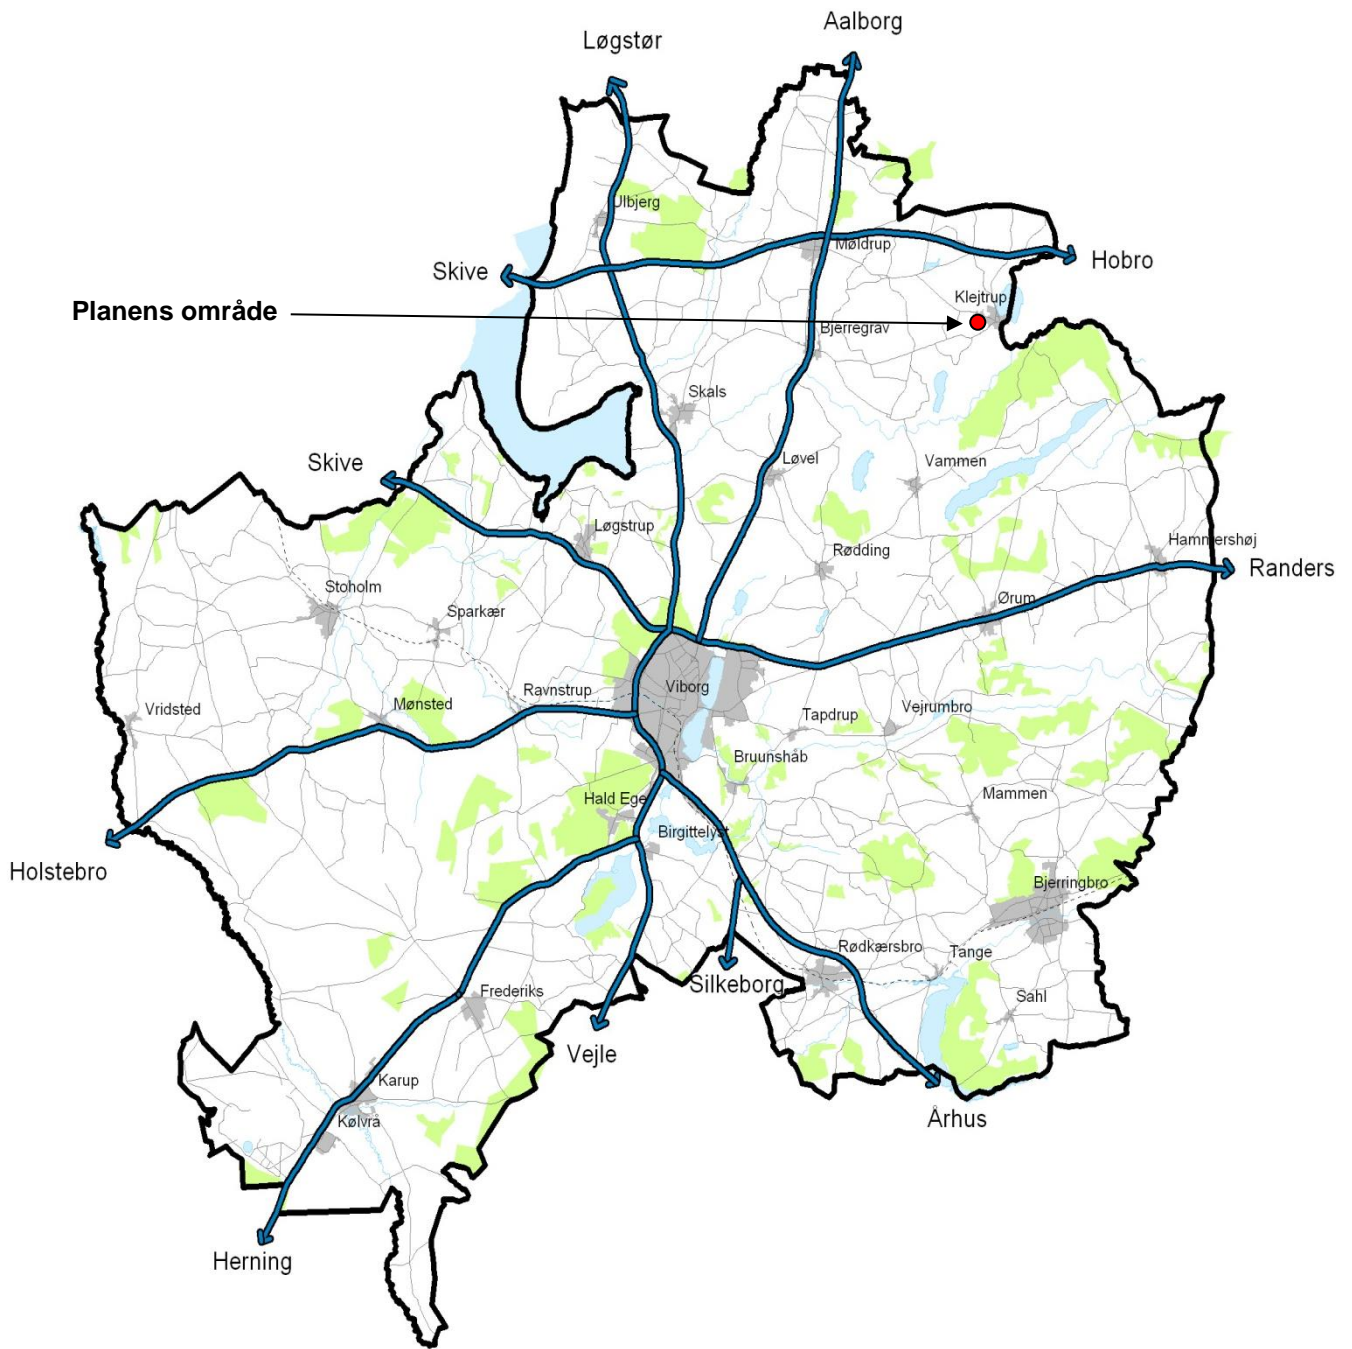 Aalborg
Løgstør
Ulbjerg
Møldrup
Hobro
Skive
Klejtrup
Planens område
Bjerregrav
Skals
Løvel
Vammen
Skive
Løgstrup
Rødding
Hammershøj
Randers
Stoholm
Sparkær
Ørum
Viborg
Ravnstrup
Mønsted
Vridsted
Tapdrup
Vejrumbro
Bruunshåb
Hald Ege
Mammen
Birgittelyst
Holstebro
Bjerringbro
Rødkærsbro
Tange
Silkeborg
Frederiks
Sahl
Vejle
Karup
Kølvrå
Århus
Herning